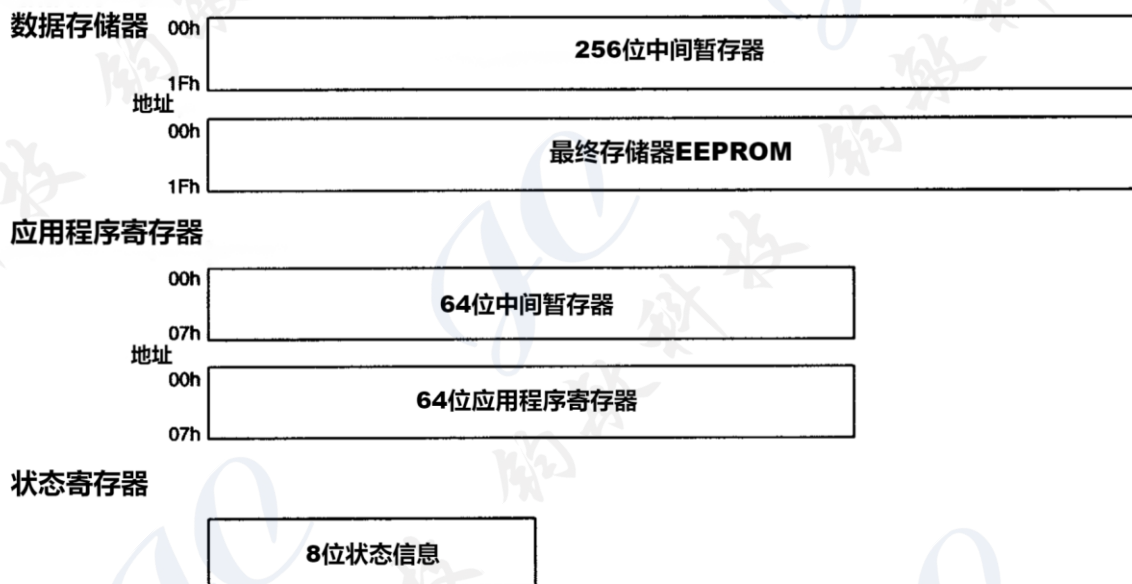 数据存储器
00h
256位中间暂存器
1Fh
地址
00h
最终存储器EEPROM
1Fh
应用程序寄存器
00h
64位中间暂存器
07h
地址
00h
64位应用程序寄存器
07h
状态寄存器
8位状态信息